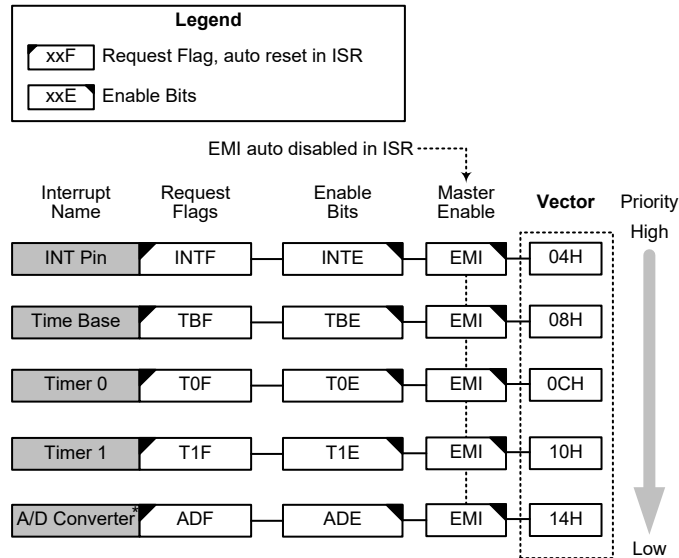 Legend
xxF Request Flag, auto reset in ISR
xxE Enable Bits
EMI auto disabled in ISR
Interrupt Name Request Flags Enable Bits Master Enable Vector Priority
High
INT Pin INTF INTE EMI 04H
Time Base TBF TBE EMI 08H
Timer 0 T0F T0E EMI 0CH
Timer 1 T1F T1E EMI 10H
A/D Converter* ADF ADE EMI 14H
Low